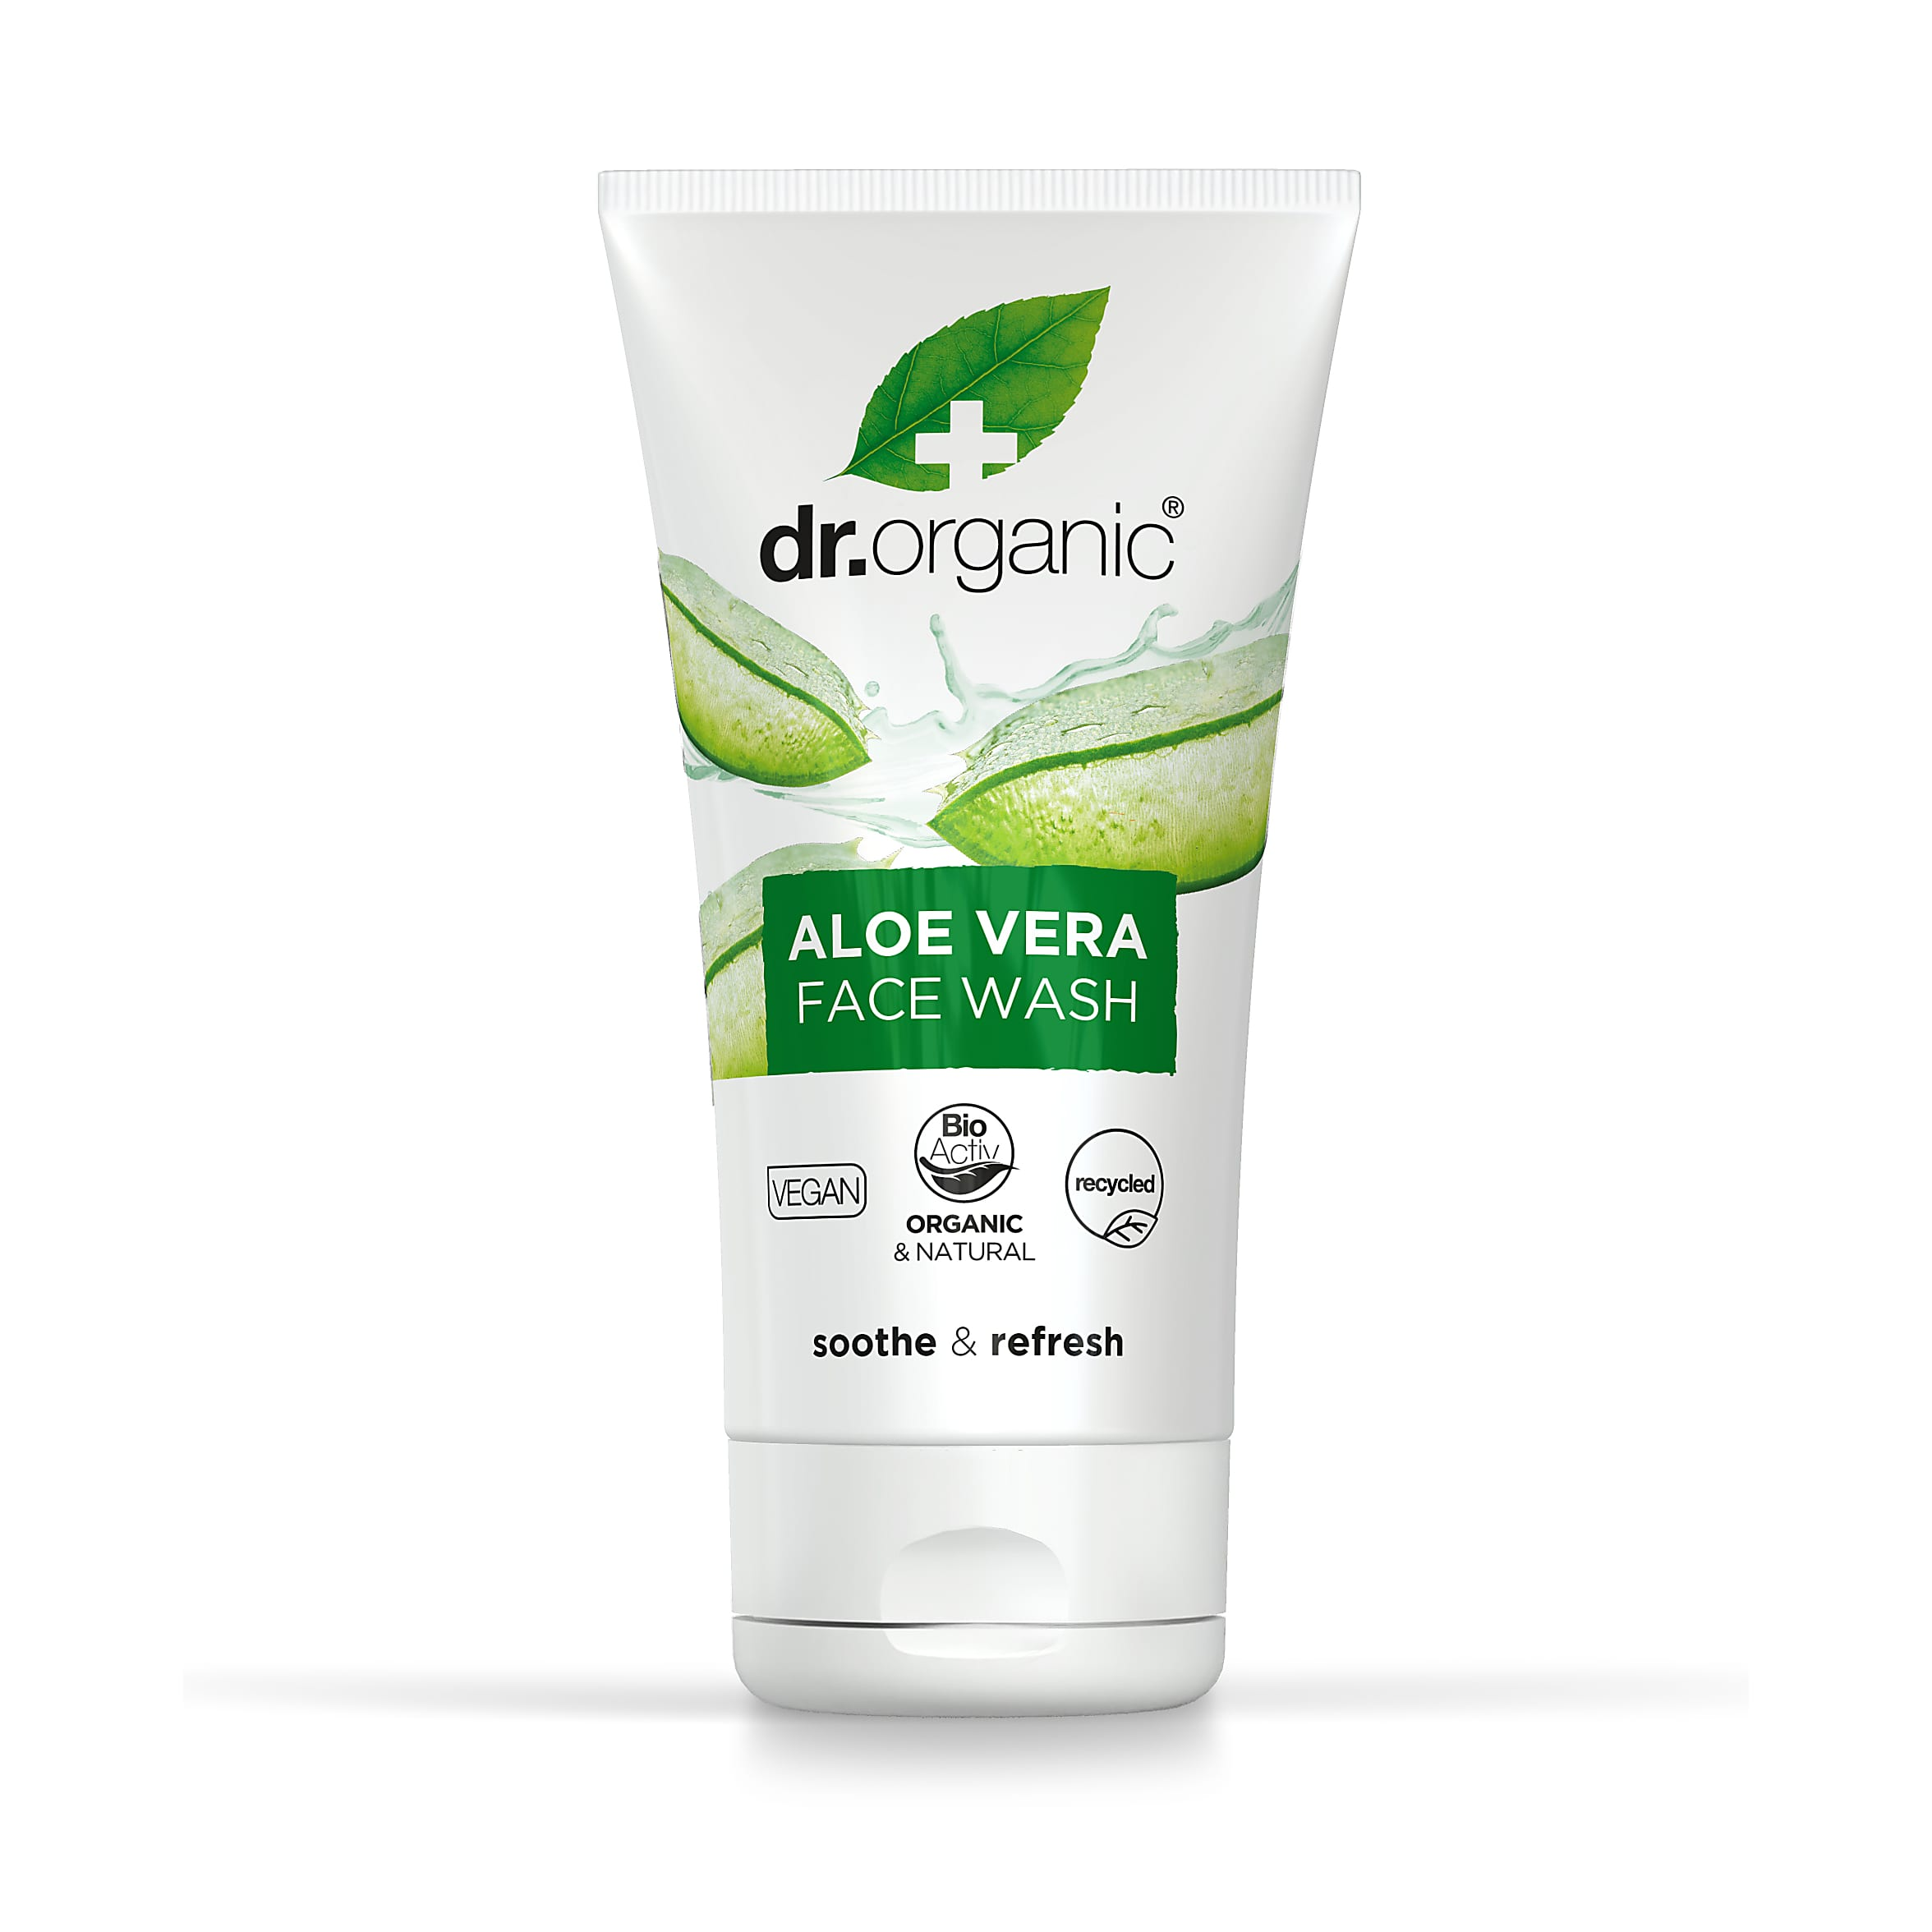 dr.organic®
ALOE VERA
FACE WASH
VEGAN
Bio
Activ
ORGANIC
& NATURAL
recycled
soothe & refresh